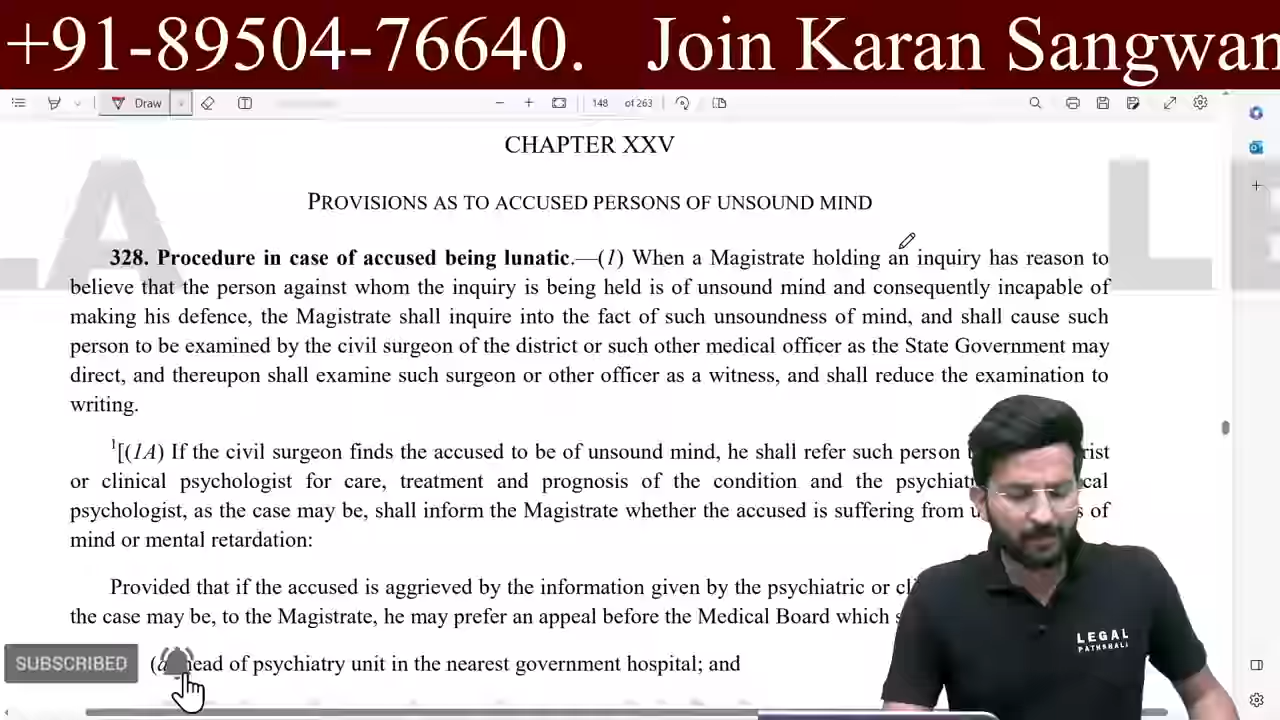 +91-89504-76640. Join Karan Sangwan
Draw
148 of 263
CHAPTER XXV
PROVISIONS AS TO ACCUSED PERSONS OF UNSOUND MIND
328. Procedure in case of accused being lunatic.—(1) When a Magistrate holding an inquiry has reason to
believe that the person against whom the inquiry is being held is of unsound mind and consequently incapable of
making his defence, the Magistrate shall inquire into the fact of such unsoundness of mind, and shall cause such
person to be examined by the civil surgeon of the district or such other medical officer as the State Government may
direct, and thereupon shall examine such surgeon or other officer as a witness, and shall reduce the examination to
writing.
1[(1A) If the civil surgeon finds the accused to be of unsound mind, he shall refer such person
or clinical psychologist for care, treatment and prognosis of the condition and the
psychologist, as the case may be, shall inform the Magistrate whether the accused is suffering from of
mind or mental retardation:
Provided that if the accused is aggrieved by the information given by the psychiatric or
the case may be, to the Magistrate, he may prefer an appeal before the Medical Board which
head of psychiatry unit in the nearest government hospital; and
SUBSCRIBED
LEGAL
PATHSHALA